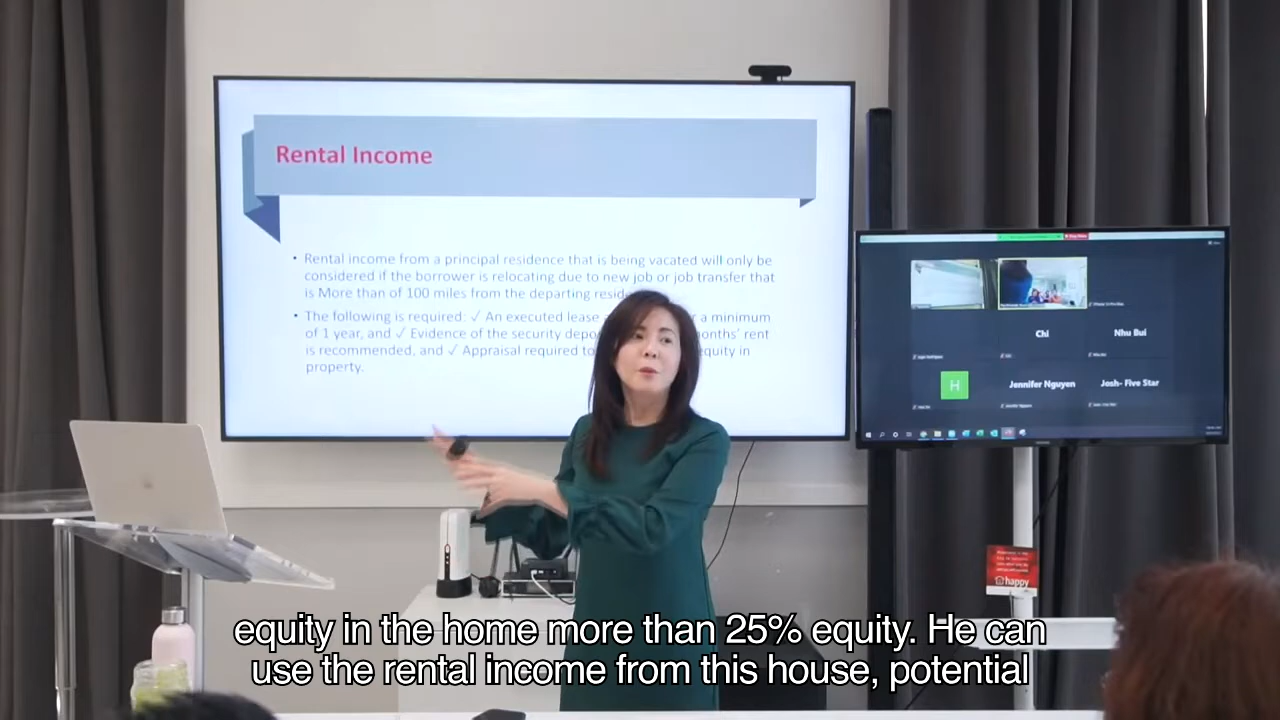 Rental Income
• Rental income from a principal residence that is being vacated will only be
considered if the borrower is relocating due to new job or job transfer that
is More than of 100 miles from the departing
• The following is required: ✓ An executed lease a minimum
of 1 year, and ✓ Evidence of the security rent
is recommended, and ✓ Appraisal required to equity in
property.
Chi
Nhu Bui
H
Jennifer Nguyen
Josh- Five Star
happy
equity in the home more than 25% equity. He can
use the rental income from this house, potential